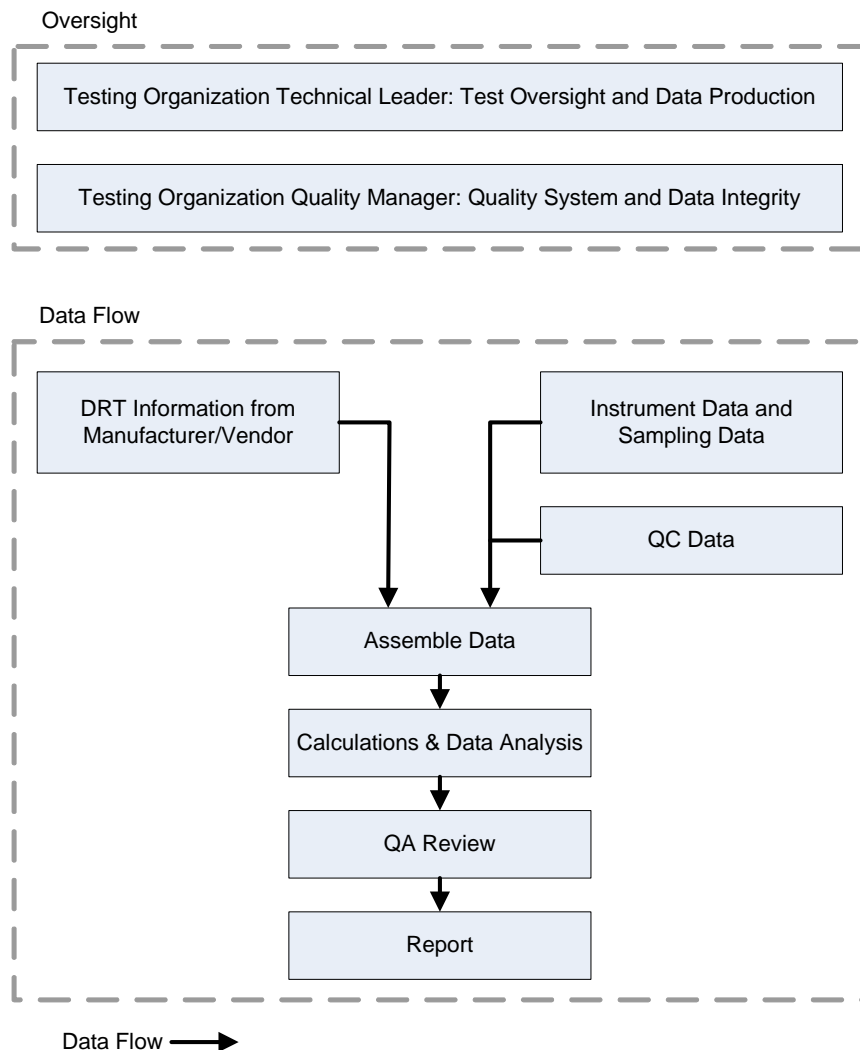 Oversight
Testing Organization Technical Leader: Test Oversight and Data Production
Testing Organization Quality Manager: Quality System and Data Integrity
Data Flow
DRT Information from
Manufacturer/Vendor
Instrument Data and
Sampling Data
QC Data
Assemble Data
Calculations & Data Analysis
QA Review
Report
Data Flow